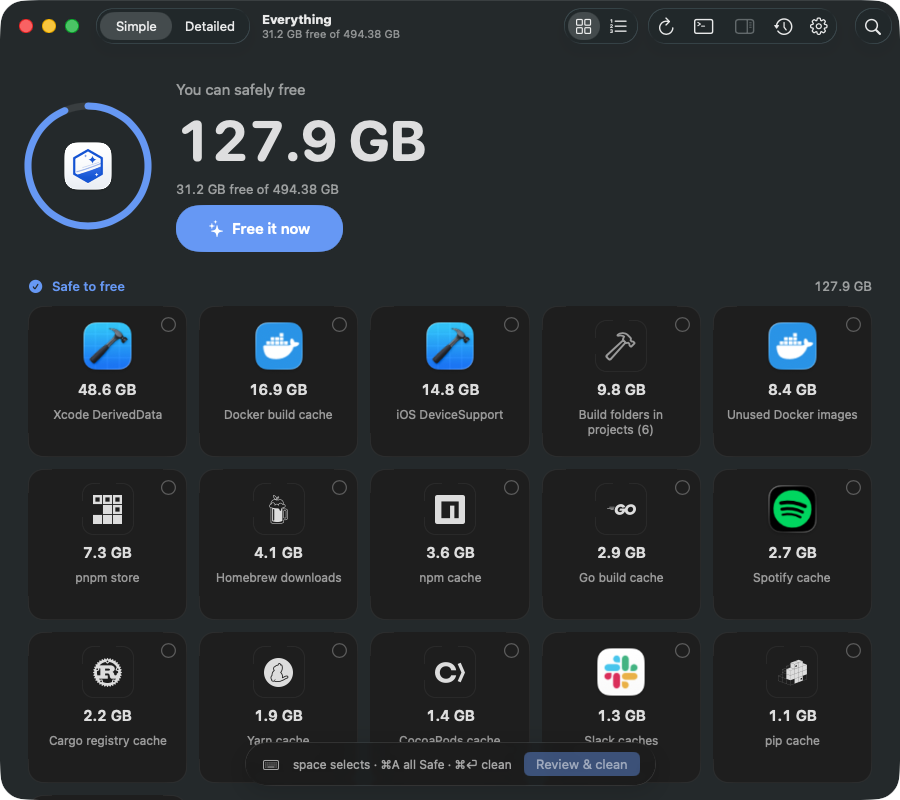 Simple
Detailed
Everything
31.2 GB free of 494.38 GB
You can safely free
127.9 GB
31.2 GB free of 494.38 GB
Free it now
Safe to free
127.9 GB
48.6 GB
Xcode DerivedData
16.9 GB
Docker build cache
14.8 GB
iOS DeviceSupport
9.8 GB
Build folders in
projects (6)
8.4 GB
Unused Docker images
7.3 GB
pnpm store
4.1 GB
Homebrew downloads
3.6 GB
npm cache
GO
2.9 GB
Go build cache
2.7 GB
Spotify cache
2.2 GB
Cargo registry cache
1.9 GB
Yarn cache
1.4 GB
CocoaPods cache
1.3 GB
Slack caches
1.1 GB
pip cache
space selects · ⌘A all Safe · ⌘↩ clean
Review & clean